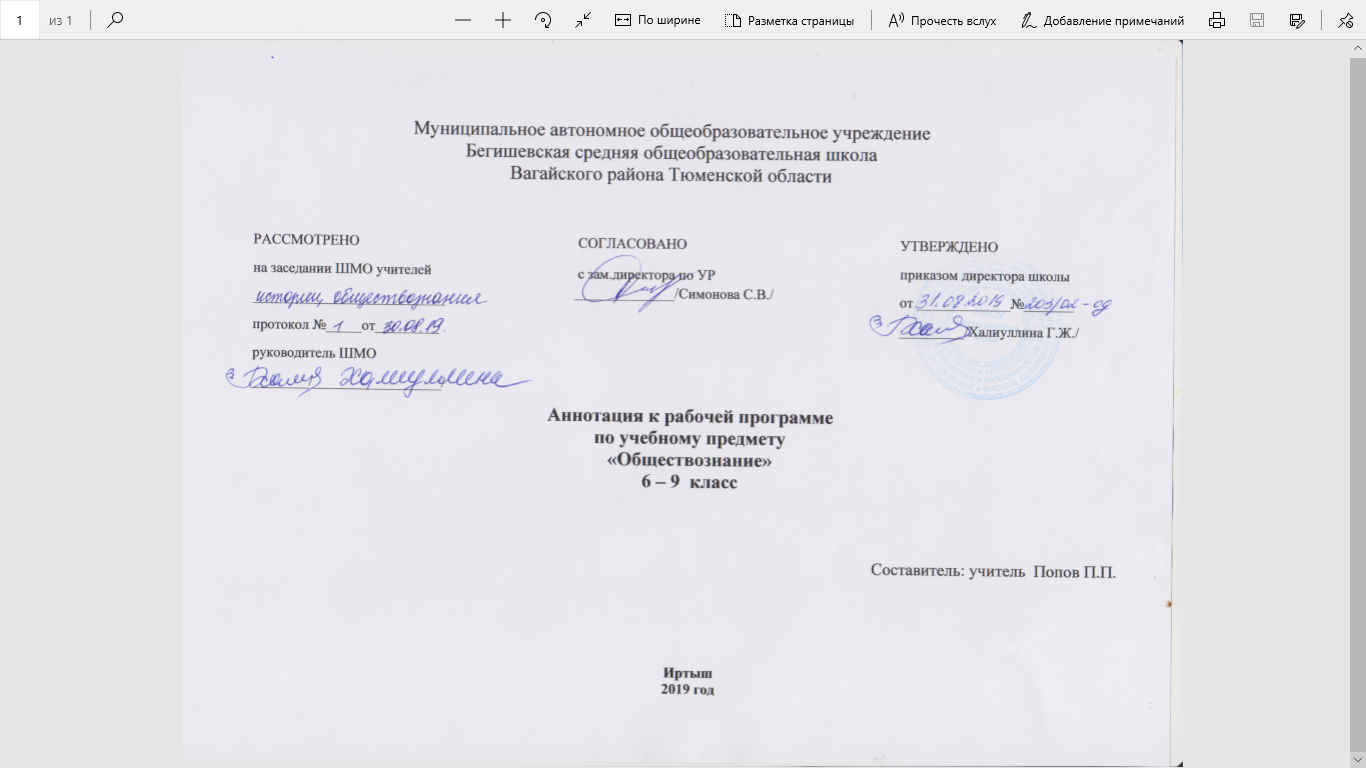 1 из 1 По ширине Разметка страницы Прочесть вслух Добавление примечаний
Муниципальное автономное общеобразовательное учреждение
Бегишевская средняя общеобразовательная школа
Вагайского района Тюменской области
РАССМОТРЕНО
на заседании ШМО учителей
истории, обществознания
протокол № 1 от 30.08.19.
руководитель ШМО
СОГЛАСОВАНО
с зам.директора по УР
/Симонова С.В./
УТВЕРЖДЕНО
приказом директора школы
от 31.08.2019 №203/02-од
/Халиуллина Г.Ж./
Аннотация к рабочей программе
по учебному предмету
«Обществознание»
6 – 9 класс
Составитель: учитель Попов П.П.
Иртыш
2019 год